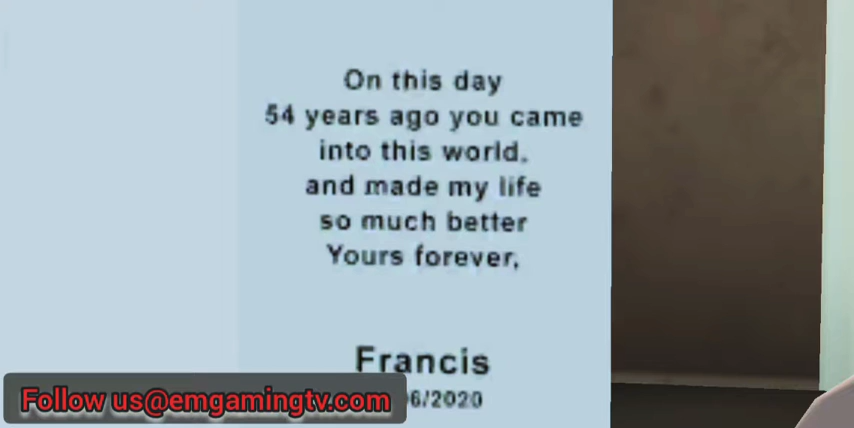 On this day
54 years ago you came
into this world.
and made my life
so much better
Yours forever,
Francis
6/2020
Follow us@emgamingtv.com